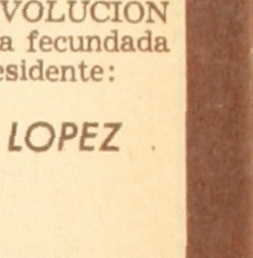 VOLUCION
a fecundada
esidente:
LOPEZ